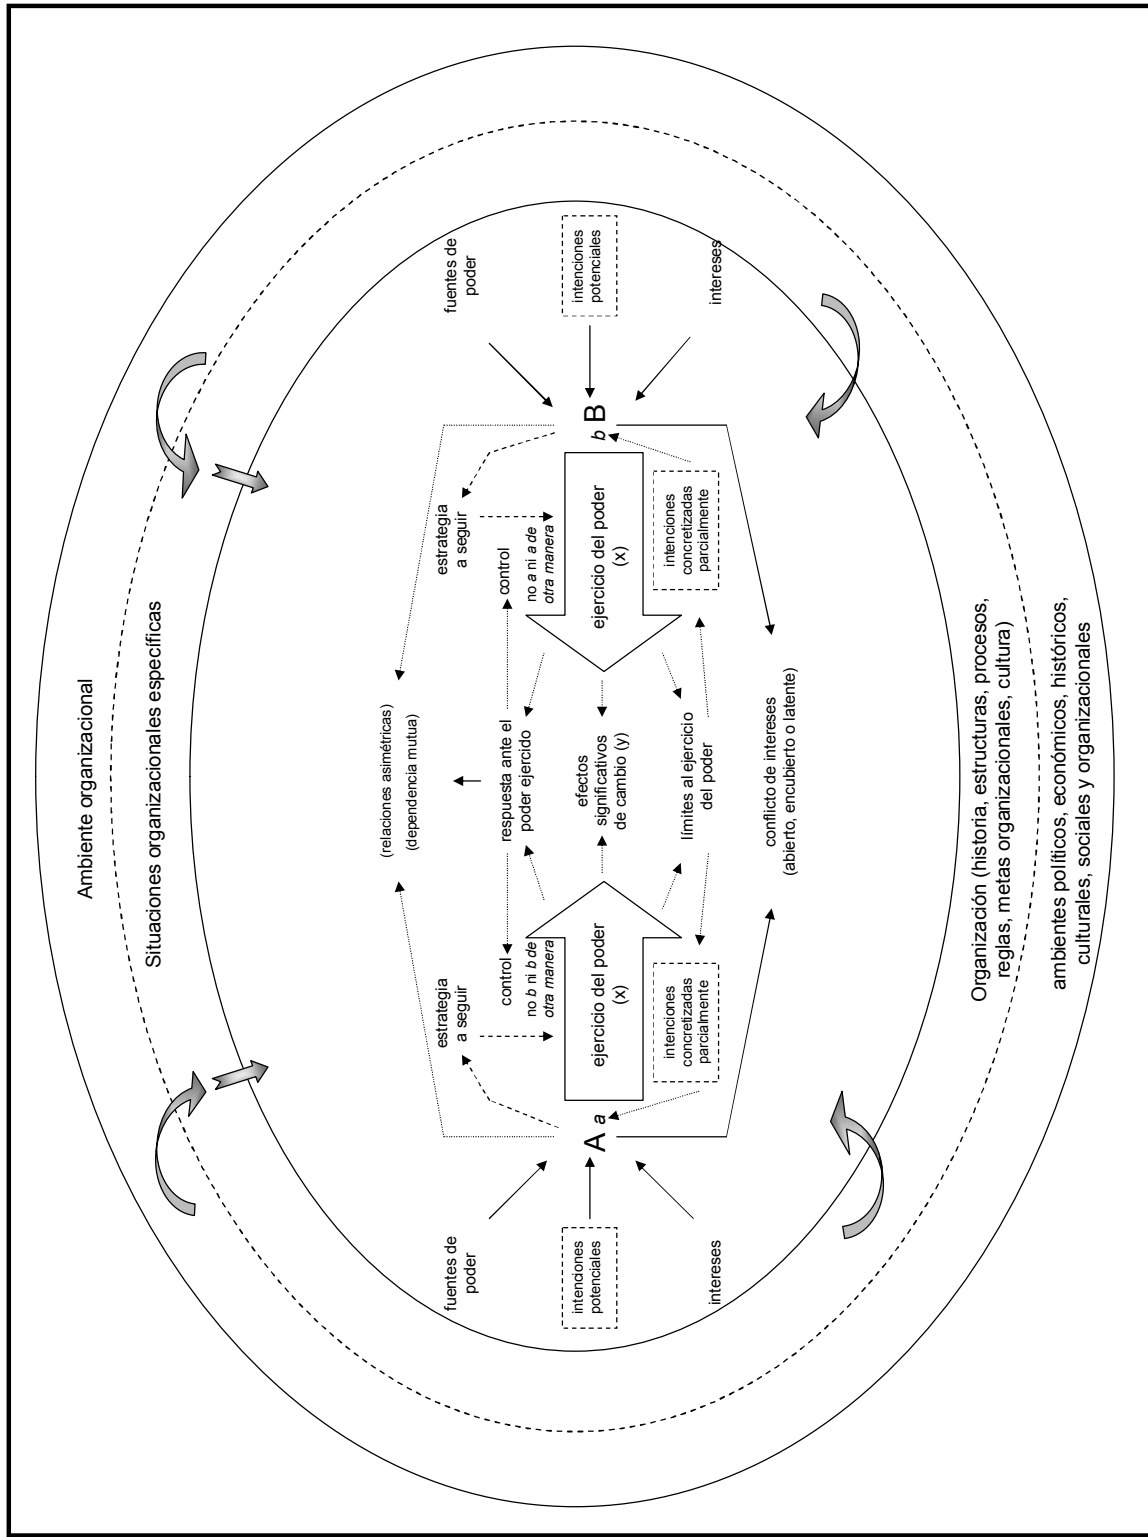 Ambiente organizacional
Situaciones organizacionales específicas
(relaciones asimétricas)
(dependencia mutua)
fuentes de
poder
estrategia
a seguir
control
no b ni b de
otra manera
respuesta ante el
poder ejercido
estrategia
a seguir
control
no a ni a de
otra manera
fuentes de
poder
intenciones
potenciales
A a
ejercicio del poder
(x)
efectos
significativos
de cambio (y)
ejercicio del poder
(x)
b B
intenciones
potenciales
intereses
intenciones
concretizadas
parcialmente
límites al ejercicio
del poder
intenciones
concretizadas
parcialmente
intereses
conflicto de intereses
(abierto, encubierto o latente)
Organización (historia, estructuras, procesos,
reglas, metas organizacionales, cultura)
ambientes políticos, económicos, históricos,
culturales, sociales y organizacionales